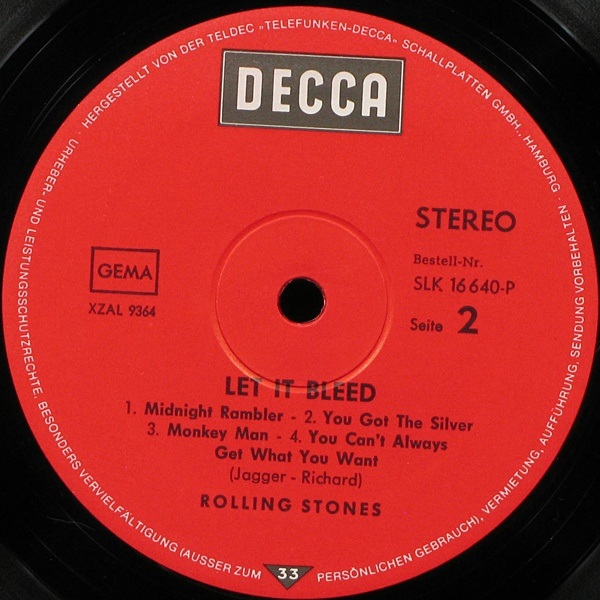 URHEBER- UND LEISTUNGSSCHUTZRECHTE, BESONDERS VERVIELFÄLTIGUNG (AUSSER ZUM PERSÖNLICHEN GEBRAUCH), VERMIETUNG, AUFFÜHRUNG, SENDUNG VORBEHALTEN · HERGESTELLT VON DER TELDEC „TELEFUNKEN-DECCA“ SCHALLPLATTEN GMBH., HAMBURG ·
DECCA
STEREO
GEMA
XZAL 9364
Bestell-Nr.
SLK 16 640-P
Seite 2
LET IT BLEED
1. Midnight Rambler - 2. You Got The Silver
3. Monkey Man - 4. You Can't Always
Get What You Want
(Jagger - Richard)
ROLLING STONES
33